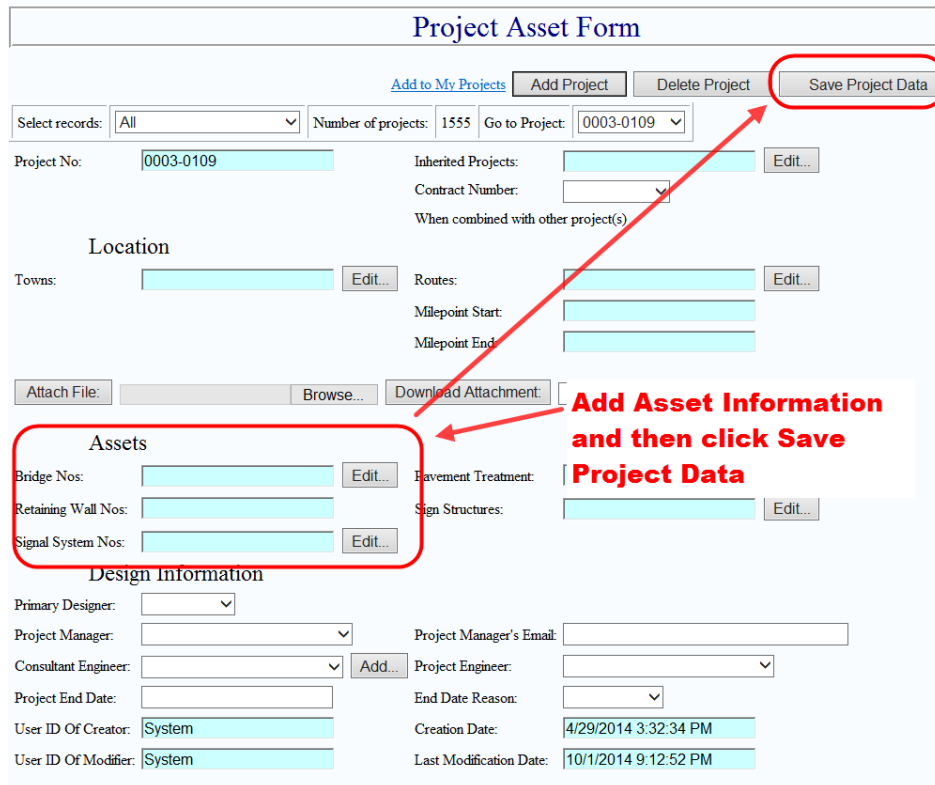 Project Asset Form
Add to My Projects Add Project Delete Project Save Project Data
Select records: All Number of projects: 1555 Go to Project: 0003-0109
Project No: 0003-0109 Inherited Projects: Edit...
Contract Number:
When combined with other project(s)
Location
Towns: Edit... Routes: Edit...
Milepoint Start:
Milepoint End:
Attach File: Browse... Download Attachment:
Add Asset Information
and then click Save
Project Data
Assets
Bridge Nos: Edit... Pavement Treatment:
Retaining Wall Nos: Sign Structures: Edit...
Signal System Nos: Edit...
Design Information
Primary Designer:
Project Manager: Project Manager's Email:
Consultant Engineer: Add... Project Engineer:
Project End Date: End Date Reason:
User ID Of Creator: System Creation Date: 4/29/2014 3:32:34 PM
User ID Of Modifier: System Last Modification Date: 10/1/2014 9:12:52 PM